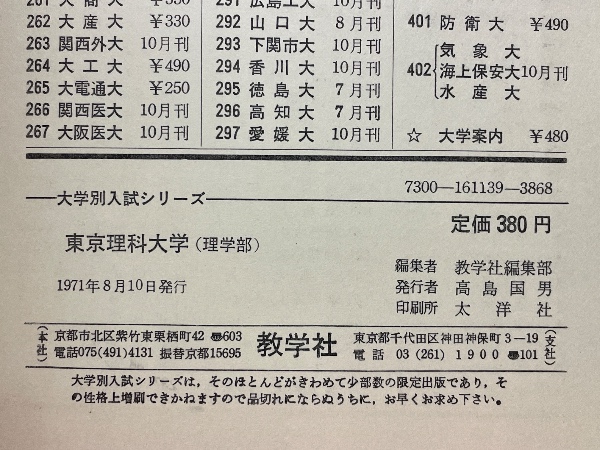 262 大産大 ¥330
263 関西外大 10月刊
264 大工大 ¥490
265 大電通大 ¥250
266 関西医大 10月刊
267 大阪医大 10月刊
292 山口大 8月刊
293 下関市大 10月刊
294 香川大 10月刊
295 徳島大 7月刊
296 高知大 7月刊
297 愛媛大 10月刊
401 防衛大 ¥490
気象大
402 海上保安大 10月刊
水産大
☆ 大学案内 ¥480
大学別入試シリーズ
7300―161139―3868
東京理科大学(理学部)
定価380円
1971年8月10日発行
編集者 教学社編集部
発行者 高島国男
印刷所 太洋社
(本社) 京都市北区紫竹東栗栖町42 〠603
電話075(491)4131 振替京都15695
教学社
東京都千代田区神田神保町3―19
電話 03(261)1900 〠101
(支社)
大学別入試シリーズは,そのほとんどがきわめて少部数の限定出版であり,そ
の性格上増刷できかねますので品切れにならぬうちに,お早くお求め下さい。